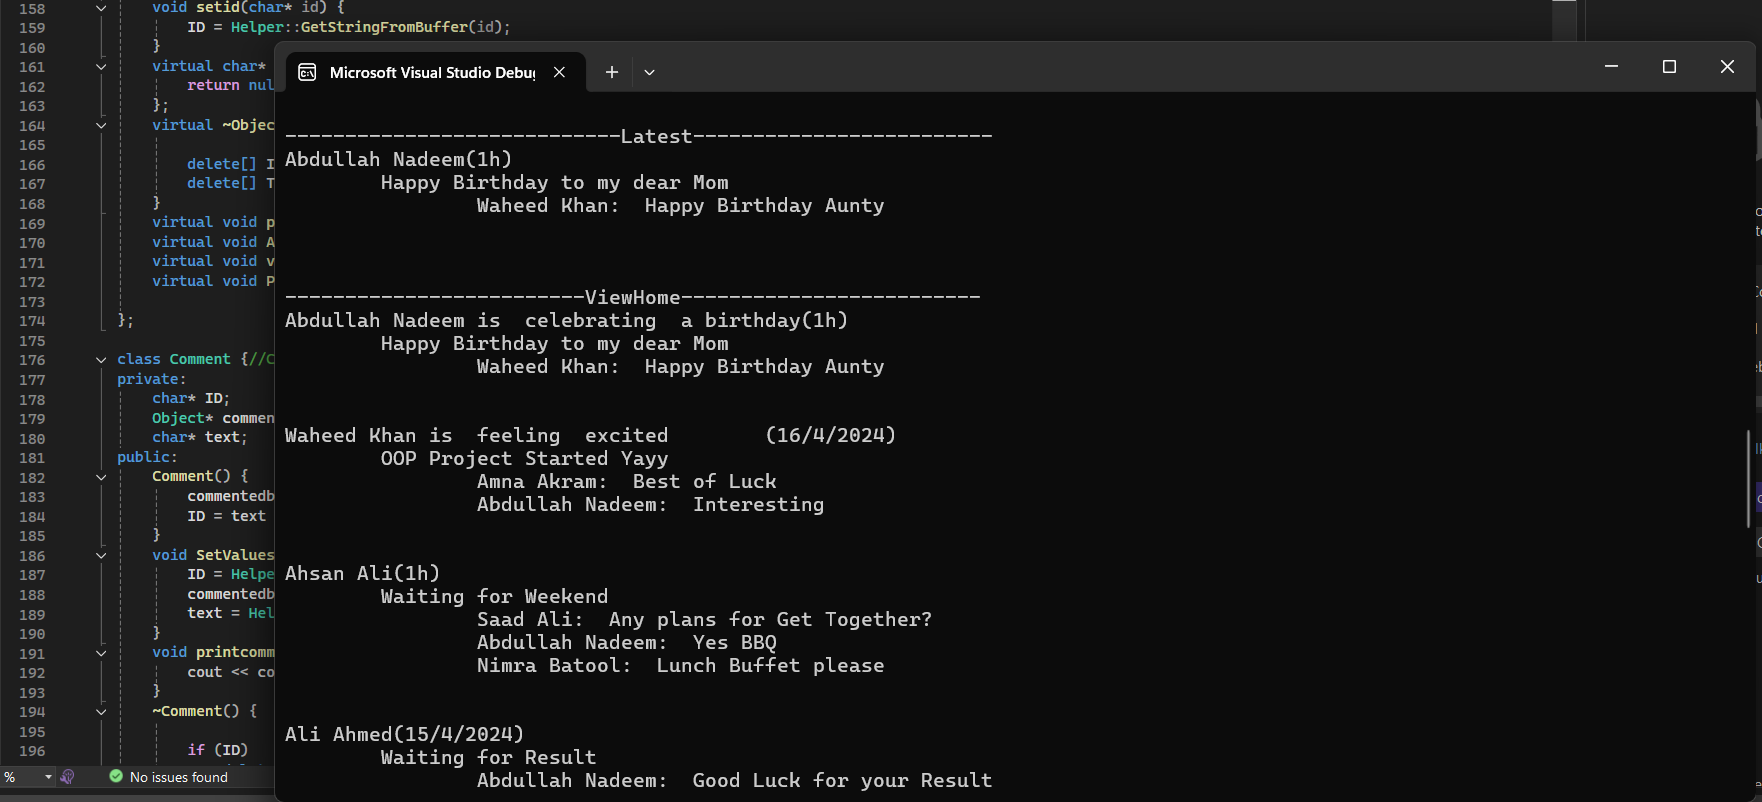 158 void setid(char* id) {
159 ID = Helper::GetStringFromBuffer(id);
160 }
161 virtual char*
162 return nul
163 };
164 virtual ~Objec
165
166 delete[] I
167 delete[] T
168 }
169 virtual void p
170 virtual void A
171 virtual void v
172 virtual void P
173
174 };
175
176 class Comment {//C
177 private:
178 char* ID;
179 Object* commen
180 char* text;
181 public:
182 Comment() {
183 commentedb
184 ID = text
185 }
186 void SetValues
187 ID = Helpe
188 commentedb
189 text = Hel
190 }
191 void printcomm
192 cout << co
193 }
194 ~Comment() {
195
196 if (ID)
% No issues found
Microsoft Visual Studio Debug
----------------------------Latest-------------------------
Abdullah Nadeem(1h)
Happy Birthday to my dear Mom
Waheed Khan:  Happy Birthday Aunty
-------------------------ViewHome-------------------------
Abdullah Nadeem is  celebrating  a birthday(1h)
Happy Birthday to my dear Mom
Waheed Khan:  Happy Birthday Aunty
Waheed Khan is  feeling  excited        (16/4/2024)
OOP Project Started Yayy
Amna Akram:  Best of Luck
Abdullah Nadeem:  Interesting
Ahsan Ali(1h)
Waiting for Weekend
Saad Ali:  Any plans for Get Together?
Abdullah Nadeem:  Yes BBQ
Nimra Batool:  Lunch Buffet please
Ali Ahmed(15/4/2024)
Waiting for Result
Abdullah Nadeem:  Good Luck for your Result